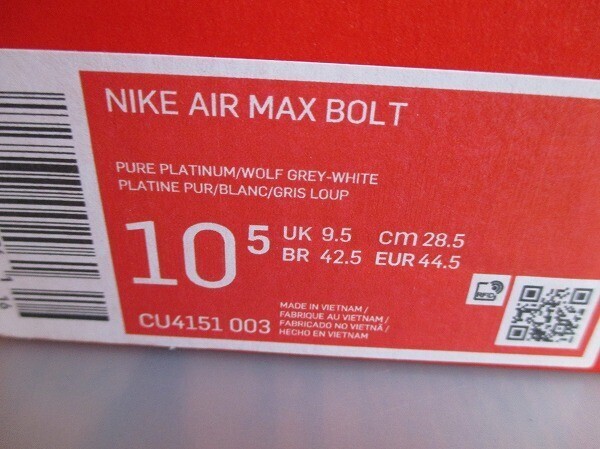 NIKE AIR MAX BOLT
PURE PLATINUM/WOLF GREY-WHITE
PLATINE PUR/BLANC/GRIS LOUP
10 5
UK 9.5 cm 28.5
BR 42.5 EUR 44.5
CU4151 003
MADE IN VIETNAM /
FABRIQUE AU VIETNAM /
FABRICADO NO VIETNÃ /
HECHO EN VIETNAM
RFID